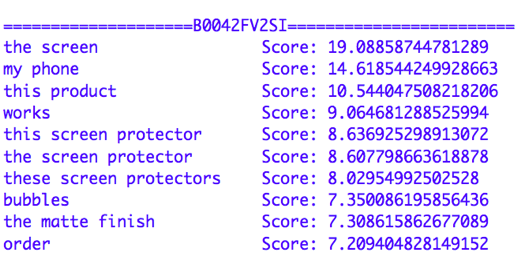 ====================B0042FV2SI========================
the screen Score: 19.08858744781289
my phone Score: 14.618544249928663
this product Score: 10.544047508218206
works Score: 9.064681288525994
this screen protector Score: 8.636925298913072
the screen protector Score: 8.607798663618878
these screen protectors Score: 8.02954992502528
bubbles Score: 7.350086195856436
the matte finish Score: 7.308615862677089
order Score: 7.209404828149152